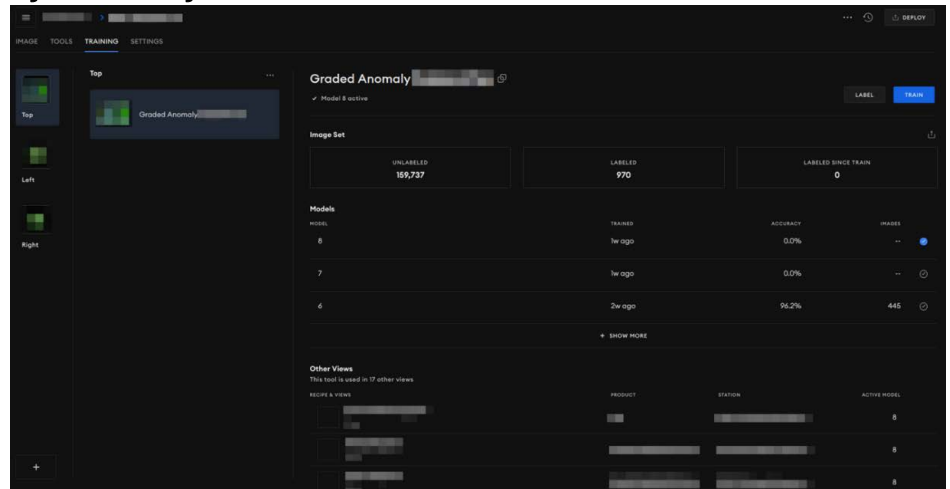 DEPLOY
IMAGE TOOLS TRAINING SETTINGS
Top
Left
Right
Top
Graded Anomaly
Graded Anomaly
Model 8 active
LABEL TRAIN
Image Set
UNLABELED
159,737
LABELED
970
LABELED SINCE TRAIN
0
Models
MODEL TRAINED ACCURACY IMAGES
8 1w ago 0.0% --
7 1w ago 0.0% --
6 2w ago 96.2% 445
+ SHOW MORE
Other Views
This tool is used in 17 other views
RECIPE & VIEWS PRODUCT STATION ACTIVE MODEL
8
8
8